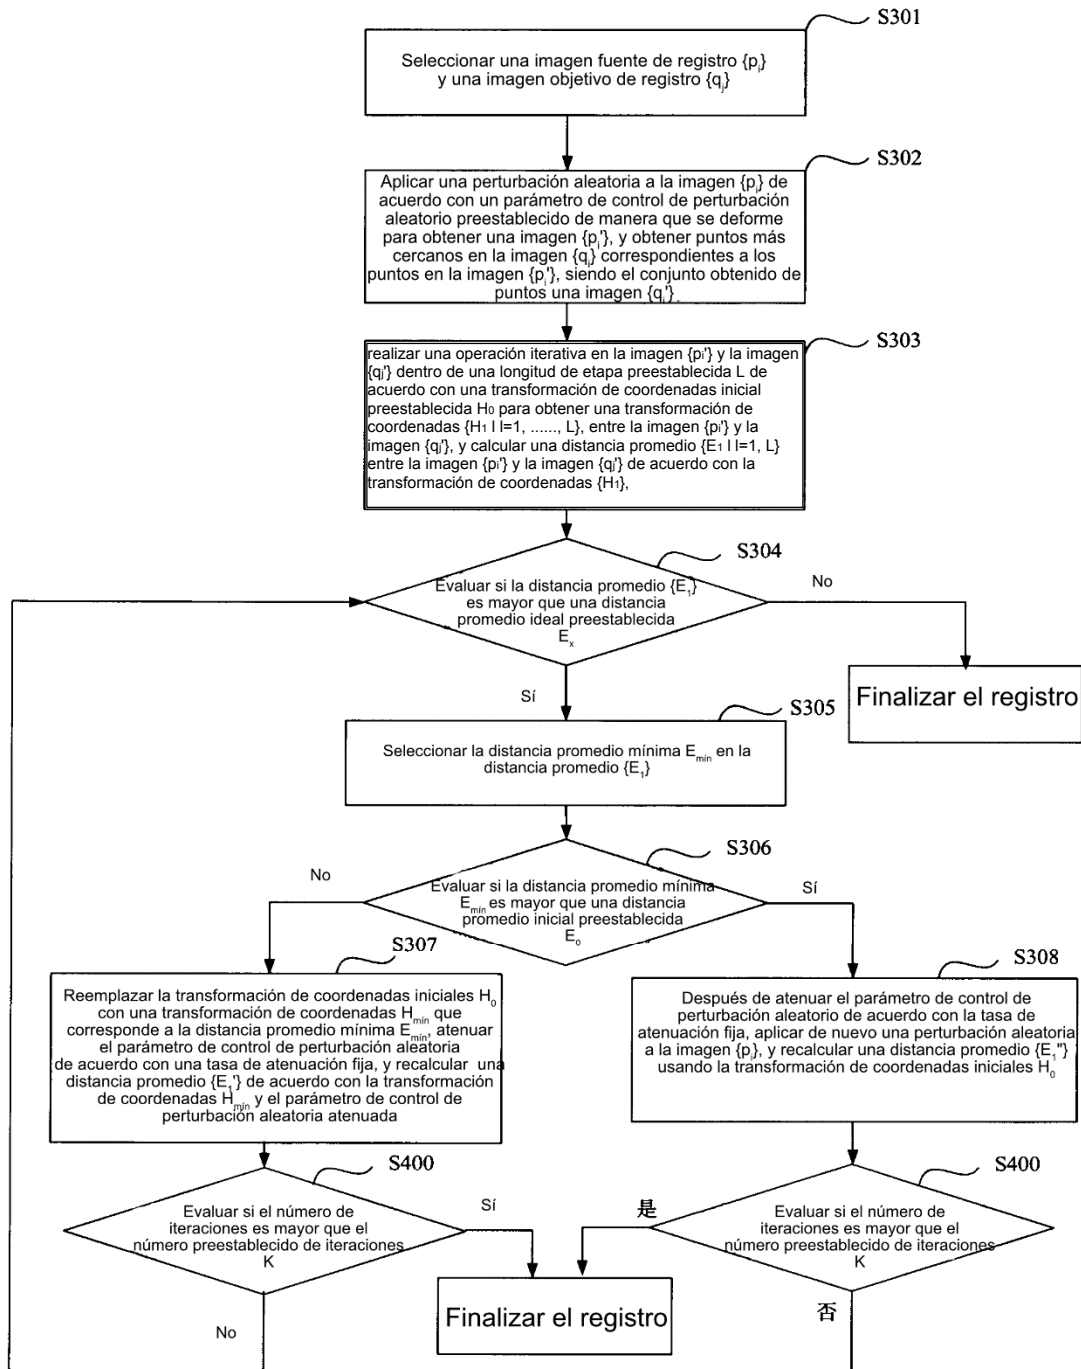 S301
Seleccionar una imagen fuente de registro {pi}
y una imagen objetivo de registro {qj}
S302
Aplicar una perturbación aleatoria a la imagen {pi} de
acuerdo con un parámetro de control de perturbación
aleatorio preestablecido de manera que se deforme
para obtener una imagen {pi'}, y obtener puntos más
cercanos en la imagen {qj} correspondientes a los
puntos en la imagen {pi'}, siendo el conjunto obtenido de
puntos una imagen {qj'}
S303
realizar una operación iterativa en la imagen {pi'} y la imagen
{qj'} dentro de una longitud de etapa preestablecida L de
acuerdo con una transformación de coordenadas inicial
preestablecida H0 para obtener una transformación de
coordenadas {H1 l l=1, ......, L}, entre la imagen {pi'} y la
imagen {qj'}, y calcular una distancia promedio {E1 l l=1, L}
entre la imagen {pi'} y la imagen {qj'} de acuerdo con la
transformación de coordenadas {H1},
S304
Evaluar si la distancia promedio {E1}
es mayor que una distancia
promedio ideal preestablecida
Ex
No
Finalizar el registro
Sí
S305
Seleccionar la distancia promedio mínima Emín en la
distancia promedio {E1}
S306
Evaluar si la distancia promedio mínima
Emín es mayor que una distancia
promedio inicial preestablecida
E0
No
Sí
S307
Reemplazar la transformación de coordenadas iniciales H0
con una transformación de coordenadas Hmín que
corresponde a la distancia promedio mínima Emín, atenuar
el parámetro de control de perturbación aleatoria
de acuerdo con una tasa de atenuación fija, y recalcular una
distancia promedio {E1'} de acuerdo con la transformación
de coordenadas Hmín y el parámetro de control de
perturbación aleatoria atenuada
S308
Después de atenuar el parámetro de control de
perturbación aleatorio de acuerdo con la tasa de
atenuación fija, aplicar de nuevo una perturbación aleatoria
a la imagen {pi}, y recalcular una distancia promedio {E1"}
usando la transformación de coordenadas iniciales H0
S400
Evaluar si el número de
iteraciones es mayor que el
número preestablecido de iteraciones
K
Sí
No
S400
Evaluar si el número de
iteraciones es mayor que el
número preestablecido de iteraciones
K
是
否
Finalizar el registro